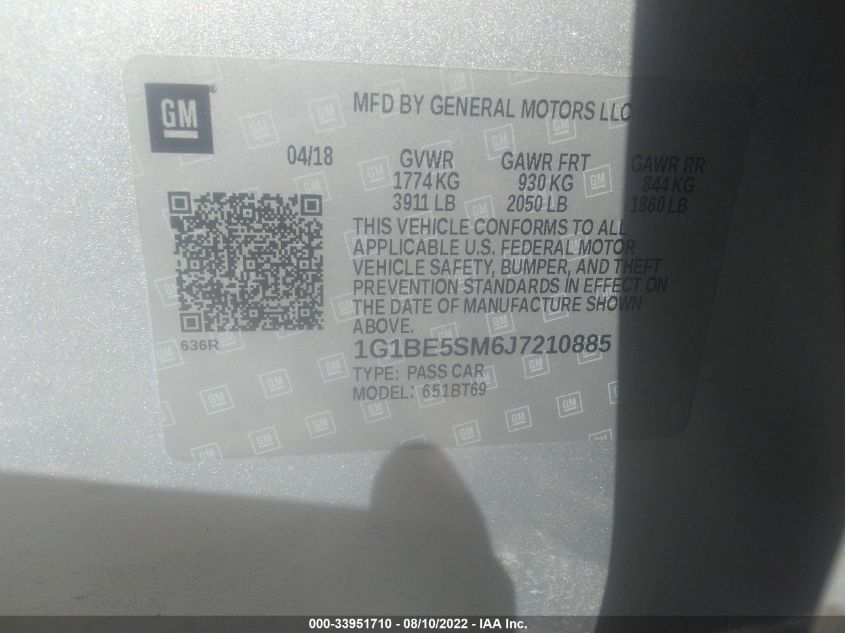 GM
MFD BY GENERAL MOTORS LLC
04/18 GVWR GAWR FRT GAWR RR
1774 KG 930 KG 844 KG
3911 LB 2050 LB 1860 LB
THIS VEHICLE CONFORMS TO ALL
APPLICABLE U.S. FEDERAL MOTOR
VEHICLE SAFETY, BUMPER, AND THEFT
PREVENTION STANDARDS IN EFFECT ON
THE DATE OF MANUFACTURE SHOWN
ABOVE.
636R
1G1BE5SM6J7210885
TYPE: PASS CAR
MODEL: 651BT69
000-33951710 - 08/10/2022 - IAA Inc.